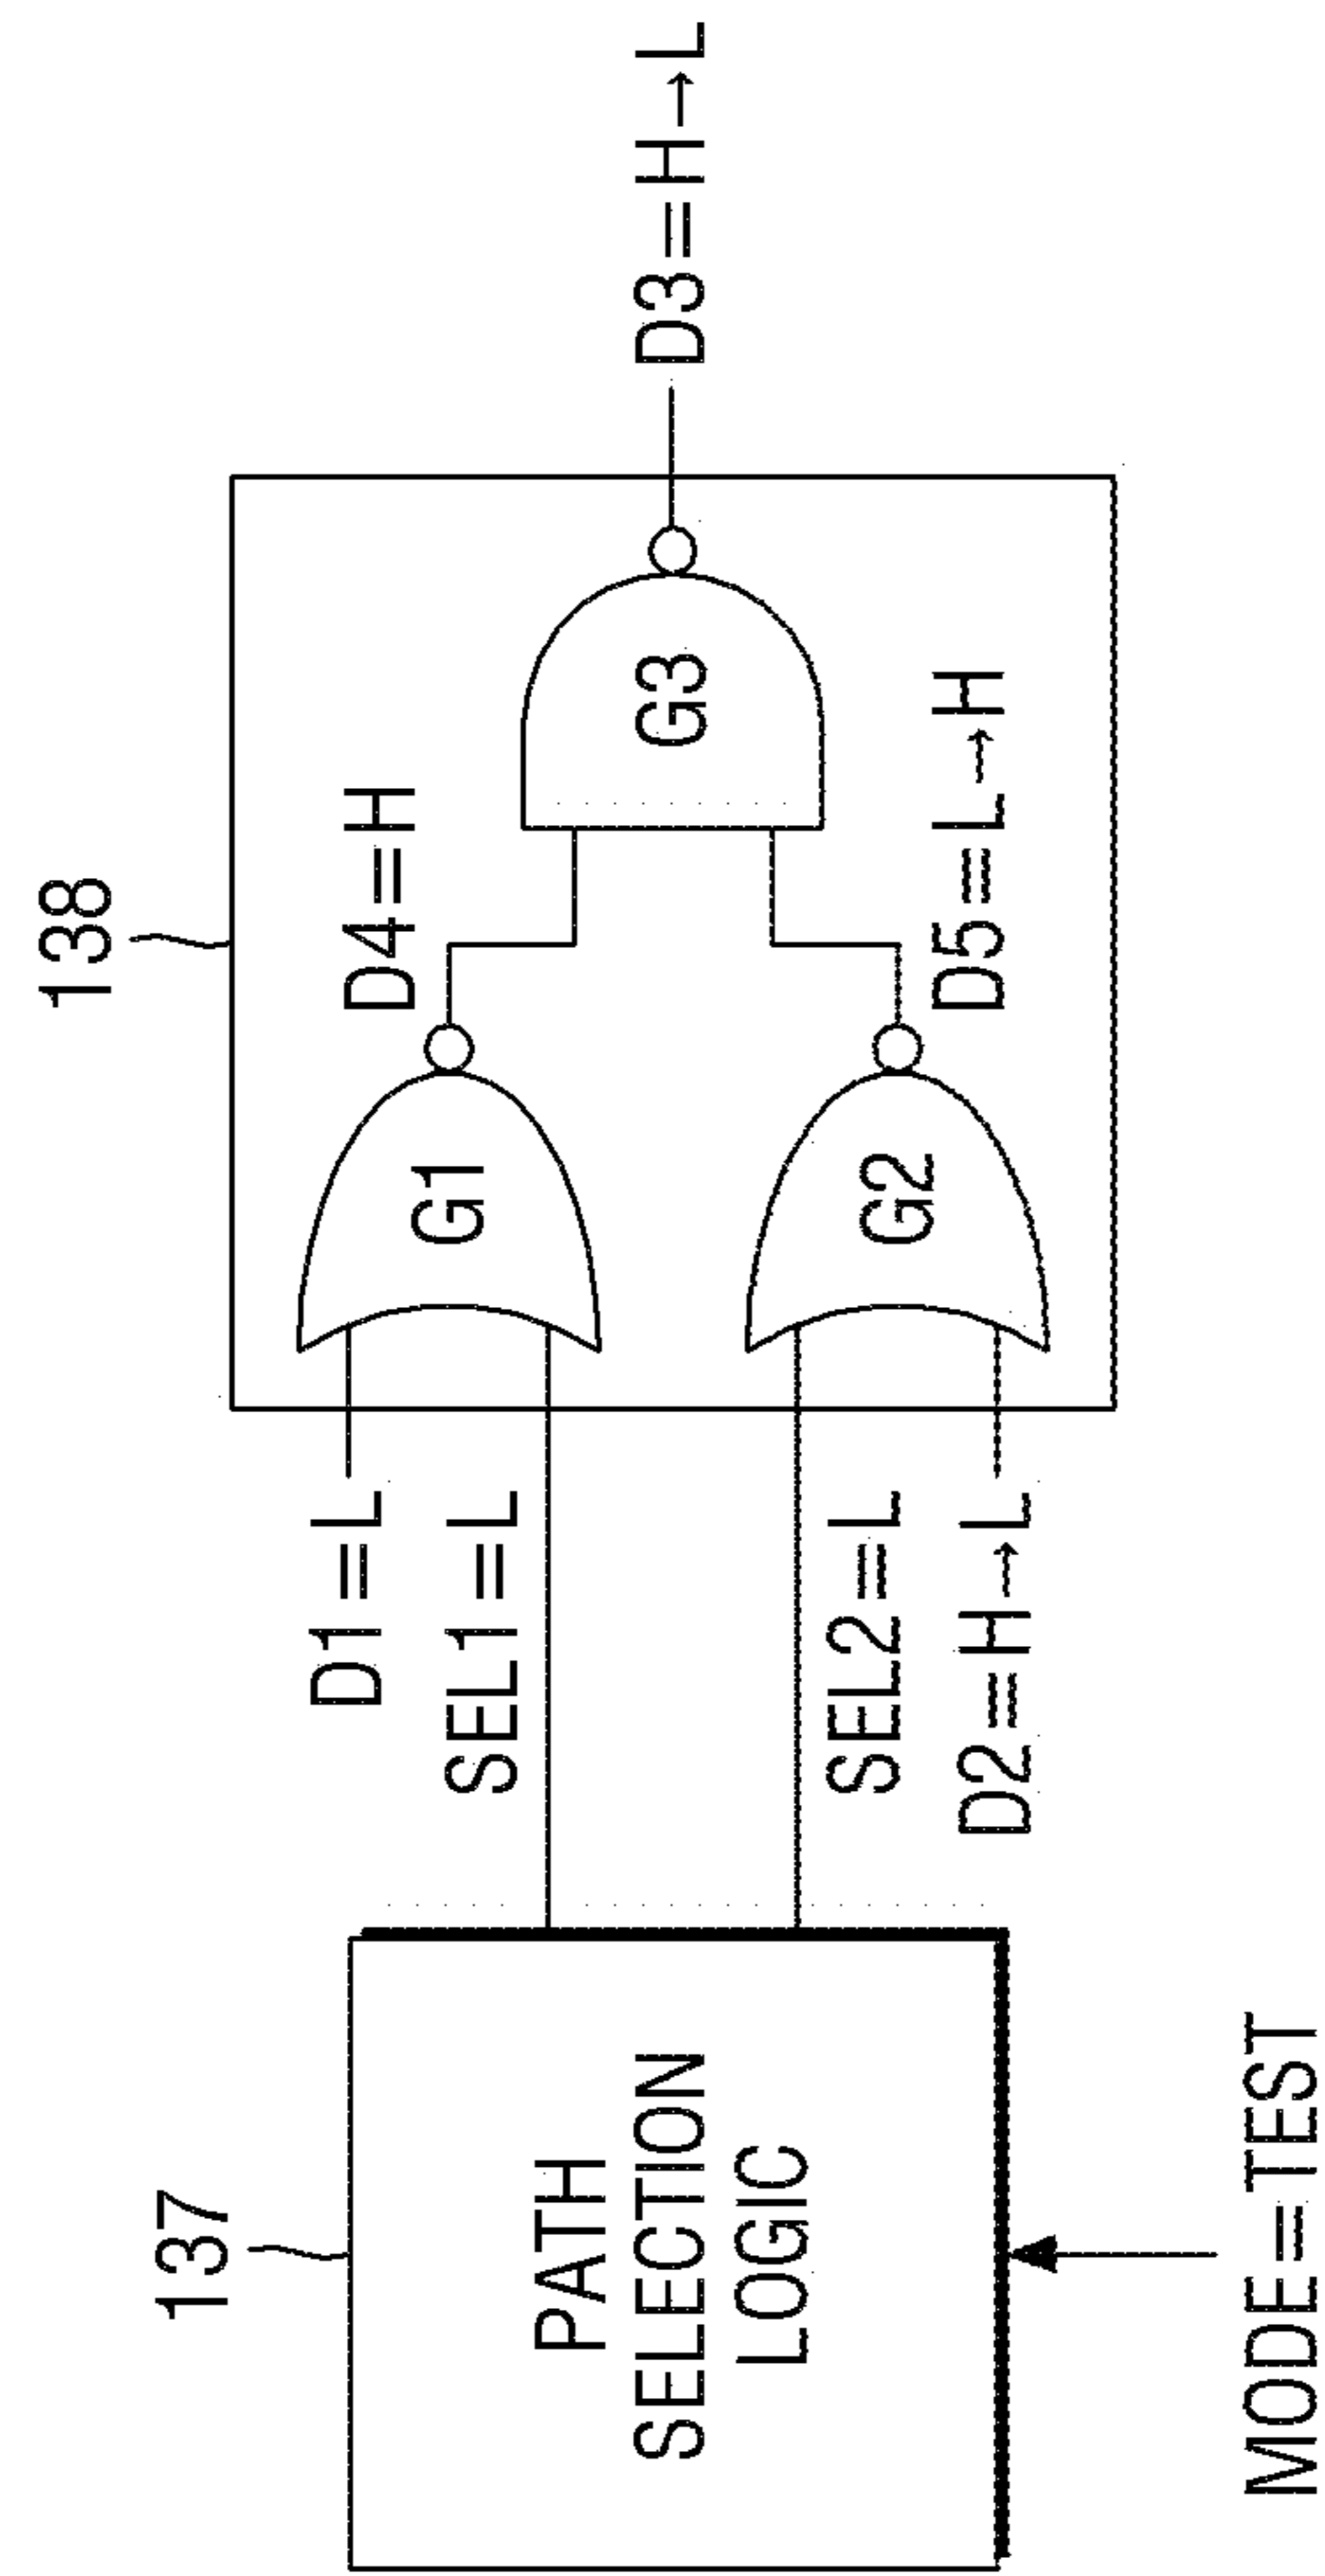 138
137
PATH
SELECTION
LOGIC
MODE=TEST
D1=L
SEL1=L
SEL2=L
D2=H→L
G1
G2
D4=H
D5=L→H
G3
D3=H→L